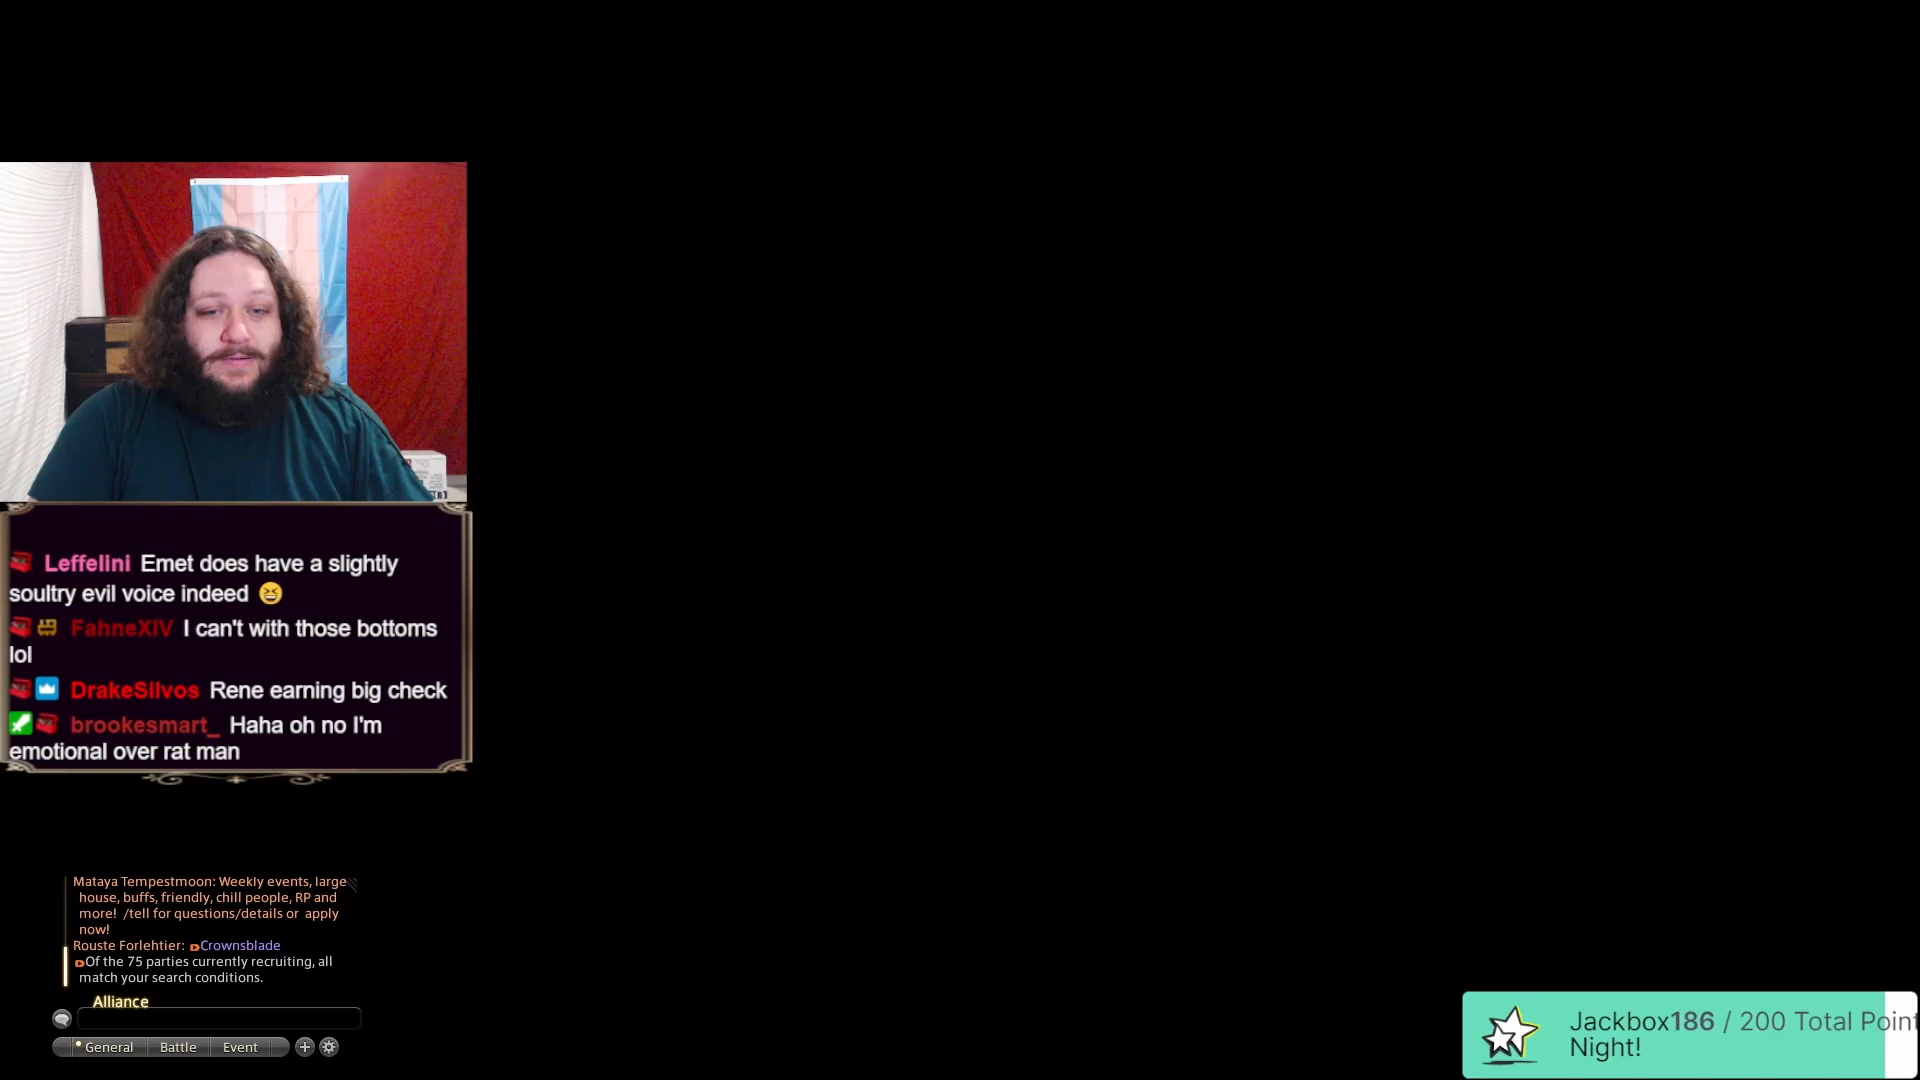 Leffelini Emet does have a slightly
soultry evil voice indeed 😆
FahneXIV I can't with those bottoms
lol
DrakeSilvos Rene earning big check
brookesmart_ Haha oh no I'm
emotional over rat man
Mataya Tempestmoon: Weekly events, large
house, buffs, friendly, chill people, RP and
more! /tell for questions/details or apply
now!
Rouste Forlehtier: Crownsblade
Of the 75 parties currently recruiting, all
match your search conditions.
Alliance
General Battle Event
Jackbox186 / 200 Total Point
Night!